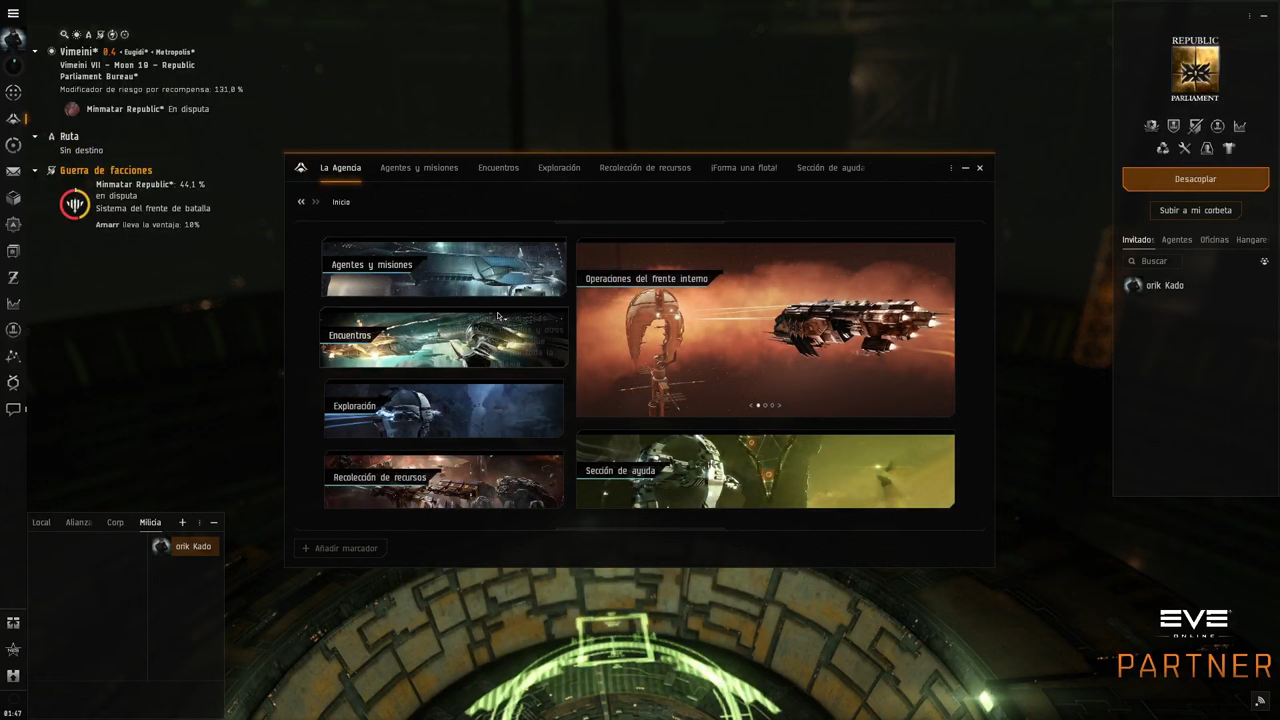 Vimeini* 0.4 ◂ Eugidi* ◂ Metropolis*
Vimeini VII – Moon 19 – Republic
Parliament Bureau*
Modificador de riesgo por recompensa: 131,0 %
Minmatar Republic* En disputa
Ruta
Sin destino
Guerra de facciones
Minmatar Republic*: 44,1 %
en disputa
Sistema del frente de batalla
Amarr lleva la ventaja: 10%
La Agencia
Agentes y misiones
Encuentros
Exploración
Recolección de recursos
¡Forma una flota!
Sección de ayuda
Inicio
Agentes y misiones
Encuentros
Exploración
Recolección de recursos
Operaciones del frente interno
Sección de ayuda
+ Añadir marcador
REPUBLIC
PARLIAMENT
Desacoplar
Subir a mi corbeta
Invitados
Agentes
Oficinas
Hangares
Buscar
orik Kado
Local
Alianza
Corp
Milicia
orik Kado
EVE
ONLINE
PARTNER
01:47